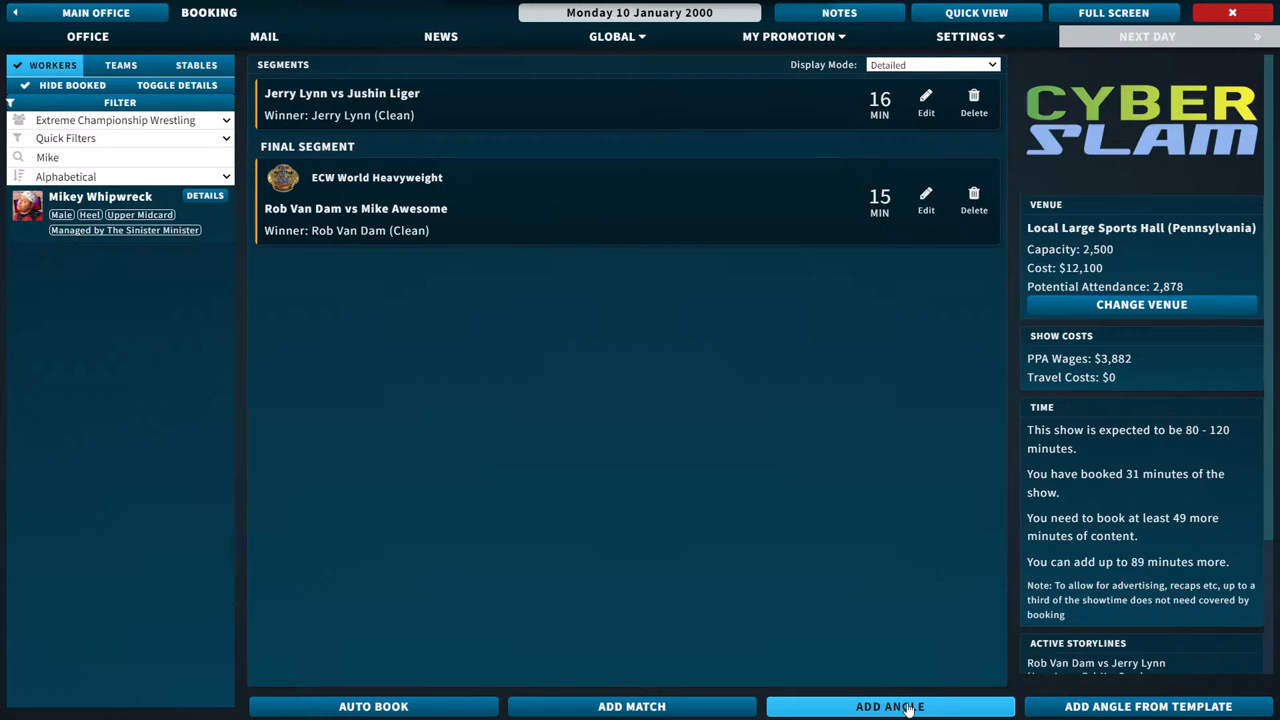 MAIN OFFICE
BOOKING
Monday 10 January 2000
NOTES
QUICK VIEW
FULL SCREEN
OFFICE
MAIL
NEWS
GLOBAL
MY PROMOTION
SETTINGS
NEXT DAY
WORKERS
TEAMS
STABLES
HIDE BOOKED
TOGGLE DETAILS
FILTER
Extreme Championship Wrestling
Quick Filters
Mike
Alphabetical
Mikey Whipwreck
DETAILS
Male Heel Upper Midcard
Managed by The Sinister Minister
SEGMENTS
Display Mode: Detailed
Jerry Lynn vs Jushin Liger
Winner: Jerry Lynn (Clean)
16
MIN
Edit
Delete
FINAL SEGMENT
ECW World Heavyweight
Rob Van Dam vs Mike Awesome
Winner: Rob Van Dam (Clean)
15
MIN
Edit
Delete
CYBER
SLAM
VENUE
Local Large Sports Hall (Pennsylvania)
Capacity: 2,500
Cost: $12,100
Potential Attendance: 2,878
CHANGE VENUE
SHOW COSTS
PPA Wages: $3,882
Travel Costs: $0
TIME
This show is expected to be 80 - 120
minutes.
You have booked 31 minutes of the
show.
You need to book at least 49 more
minutes of content.
You can add up to 89 minutes more.
Note: To allow for advertising, recaps etc, up to a
third of the showtime does not need covered by
booking
ACTIVE STORYLINES
Rob Van Dam vs Jerry Lynn
AUTO BOOK
ADD MATCH
ADD ANGLE
ADD ANGLE FROM TEMPLATE